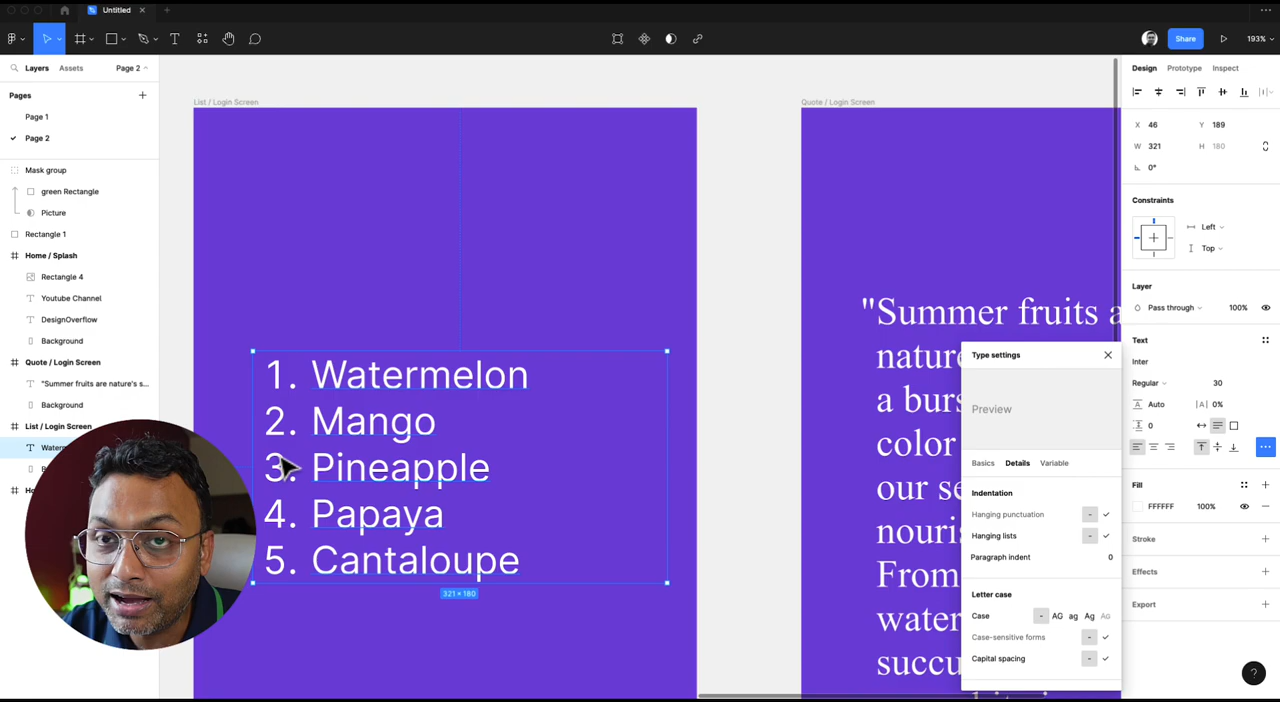 Untitled
Share
193%
Layers
Assets
Page 2
Design
Prototype
Inspect
Pages
Page 1
Page 2
Mask group
green Rectangle
Picture
Rectangle 1
Home / Splash
Rectangle 4
Youtube Channel
DesignOverflow
Background
Quote / Login Screen
"Summer fruits are nature's s...
Background
List / Login Screen
List / Login Screen
1. Watermelon
2. Mango
3. Pineapple
4. Papaya
5. Cantaloupe
321 × 180
Quote / Login Screen
"Summer fruits a
nature
a burs
color
our se
nouris
From
water
succu
X 46
Y 189
W 321
H 180
0°
Constraints
Left
Top
Layer
Pass through
100%
Text
Inter
Regular
30
Auto
|A| 0%
0
Fill
FFFFFF
100%
Stroke
Effects
Export
Type settings
Preview
Basics
Details
Variable
Indentation
Hanging punctuation
-
Hanging lists
-
Paragraph indent
0
Letter case
Case
- AG ag Ag Ag
Case-sensitive forms
-
Capital spacing
-
?